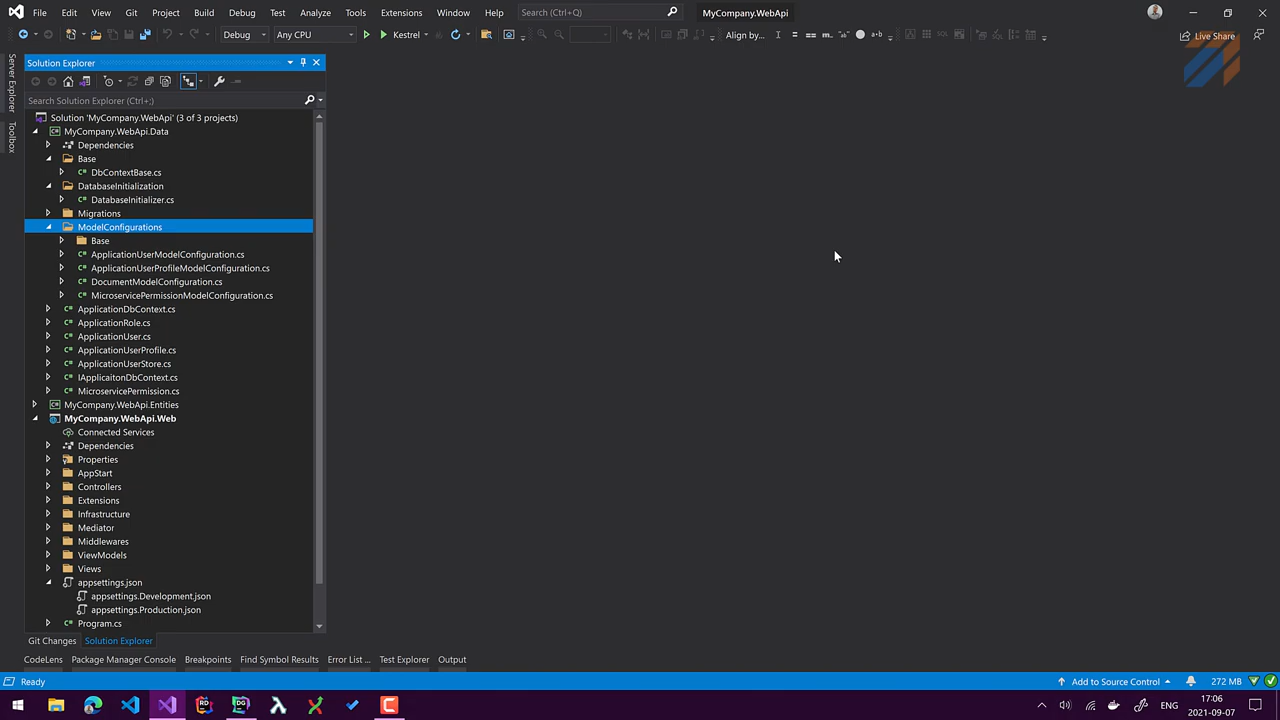 File Edit View Git Project Build Debug Test Analyze Tools Extensions Window Help Search (Ctrl+Q) MyCompany.WebApi
Debug Any CPU Kestrel Align by... Live Share
Server Explorer
Toolbox
Solution Explorer
Search Solution Explorer (Ctrl+;)
Solution 'MyCompany.WebApi' (3 of 3 projects)
MyCompany.WebApi.Data
Dependencies
Base
DbContextBase.cs
DatabaseInitialization
DatabaseInitializer.cs
Migrations
ModelConfigurations
Base
ApplicationUserModelConfiguration.cs
ApplicationUserProfileModelConfiguration.cs
DocumentModelConfiguration.cs
MicroservicePermissionModelConfiguration.cs
ApplicationDbContext.cs
ApplicationRole.cs
ApplicationUser.cs
ApplicationUserProfile.cs
ApplicationUserStore.cs
IApplicaitonDbContext.cs
MicroservicePermission.cs
MyCompany.WebApi.Entities
MyCompany.WebApi.Web
Connected Services
Dependencies
Properties
AppStart
Controllers
Extensions
Infrastructure
Mediator
Middlewares
ViewModels
Views
appsettings.json
appsettings.Development.json
appsettings.Production.json
Program.cs
Git Changes Solution Explorer
CodeLens Package Manager Console Breakpoints Find Symbol Results Error List ... Test Explorer Output
Ready Add to Source Control 272 MB
ENG 17:06
2021-09-07